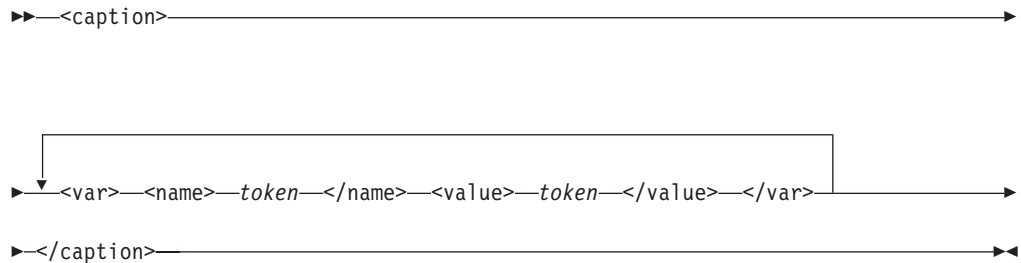 <caption>
<var> <name> token </name> <value> token </value> </var>
</caption>